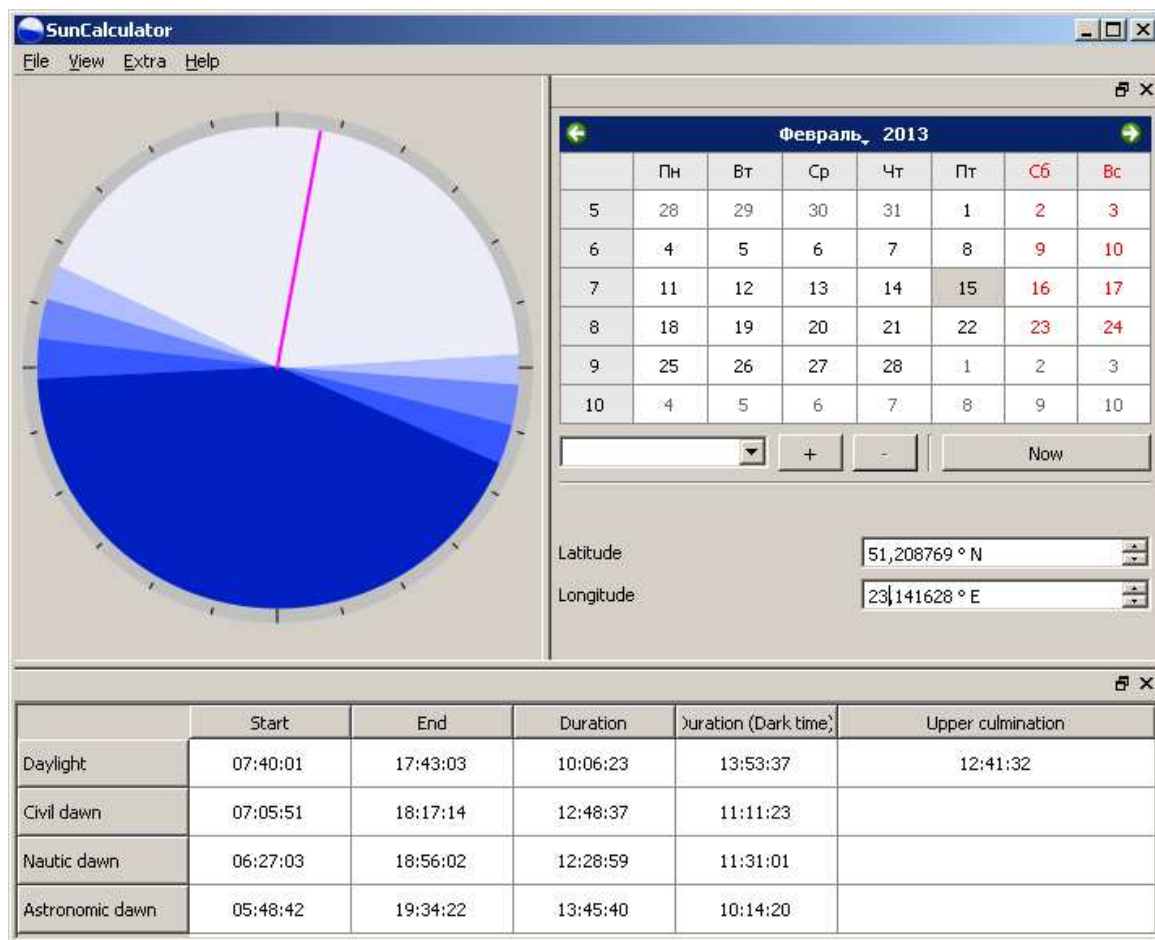 SunCalculator
File View Extra Help
Февраль 2013
Пн Вт Ср Чт Пт Сб Вс
5 28 29 30 31 1 2 3
6 4 5 6 7 8 9 10
7 11 12 13 14 15 16 17
8 18 19 20 21 22 23 24
9 25 26 27 28 1 2 3
10 4 5 6 7 8 9 10
+ - Now
Latitude 51,208769 ° N
Longitude 23,141628 ° E
Start End Duration uration (Dark time) Upper culmination
Daylight 07:40:01 17:43:03 10:06:23 13:53:37 12:41:32
Civil dawn 07:05:51 18:17:14 12:48:37 11:11:23
Nautic dawn 06:27:03 18:56:02 12:28:59 11:31:01
Astronomic dawn 05:48:42 19:34:22 13:45:40 10:14:20